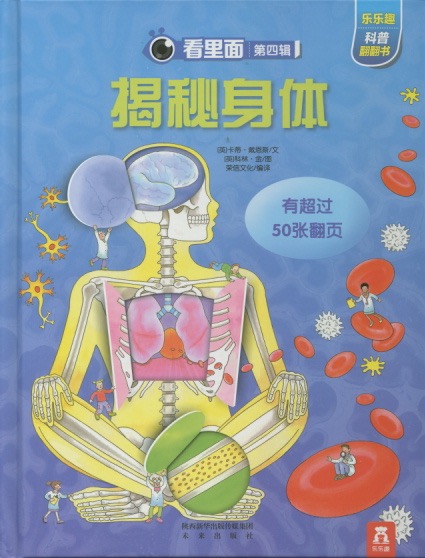 乐乐趣
科普
翻翻书
看里面 第四辑
揭秘身体
[英]卡蒂·戴恩斯/文
[英]科林·金/图
荣信文化/编译
有超过
50张翻页
陕西新华出版传媒集团
未来出版社
乐乐趣